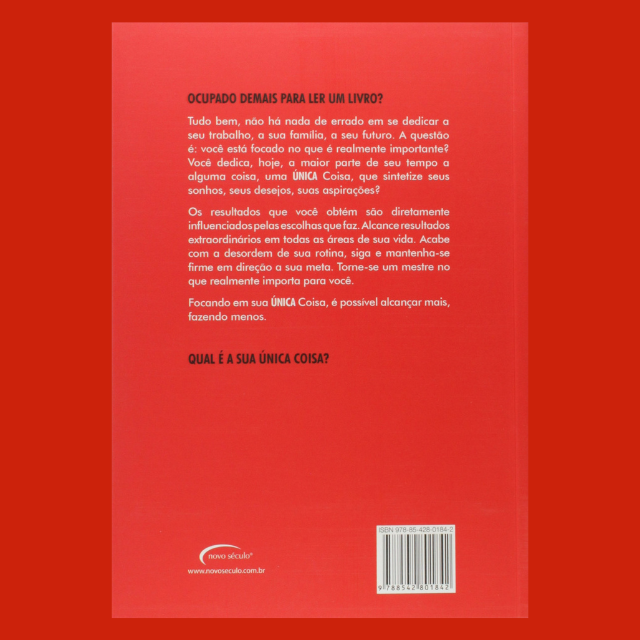 OCUPADO DEMAIS PARA LER UM LIVRO?
Tudo bem, não há nada de errado em se dedicar a
seu trabalho, a sua família, a seu futuro. A questão
é: você está focado no que é realmente importante?
Você dedica, hoje, a maior parte de seu tempo a
alguma coisa, uma ÚNICA Coisa, que sintetize seus
sonhos, seus desejos, suas aspirações?
Os resultados que você obtém são diretamente
influenciados pelas escolhas que faz. Alcance resultados
extraordinários em todas as áreas de sua vida. Acabe
com a desordem de sua rotina, siga e mantenha-se
firme em direção a sua meta. Torne-se um mestre no
que realmente importa para você.
Focando em sua ÚNICA Coisa, é possível alcançar mais,
fazendo menos.
QUAL É A SUA ÚNICA COISA?
ISBN 978-85-428-0184-2
novo século®
www.novoseculo.com.br
9 788542 801842